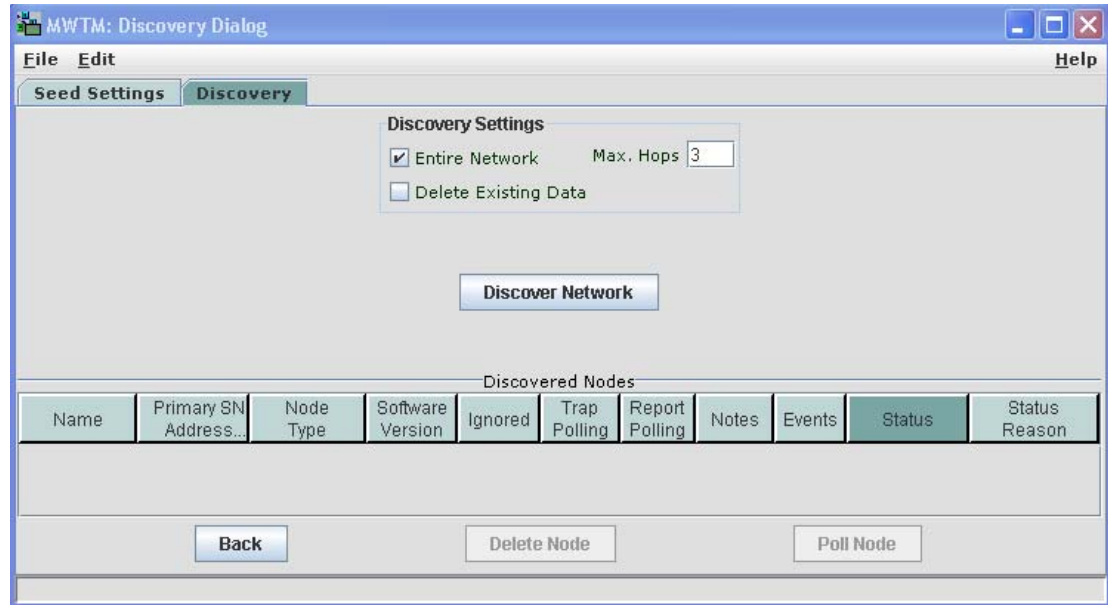 MWTM: Discovery Dialog
File Edit Help
Seed Settings Discovery
Discovery Settings
Entire Network Max. Hops 3
Delete Existing Data
Discover Network
Discovered Nodes
Name Primary SN Address... Node Type Software Version Ignored Trap Polling Report Polling Notes Events Status Status Reason
Back Delete Node Poll Node